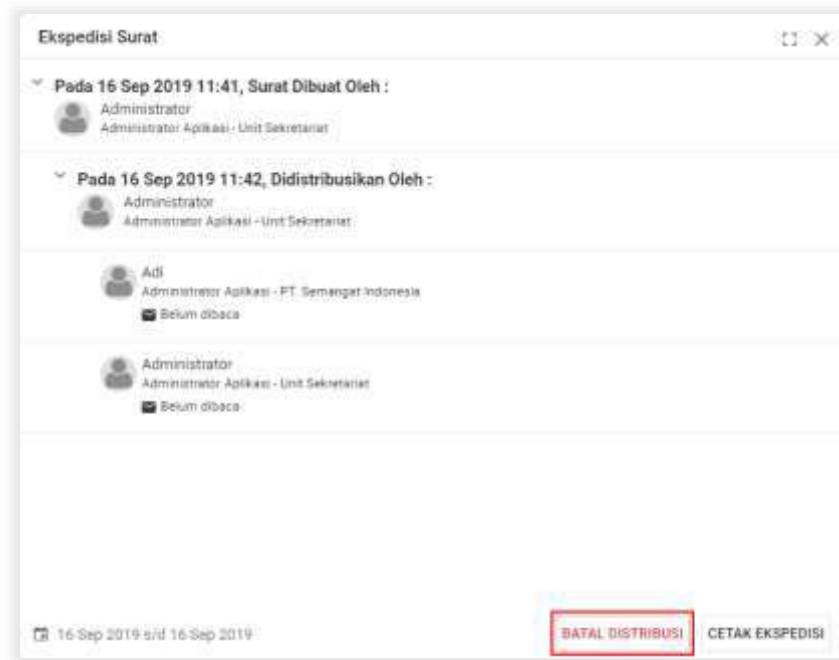 Ekspedisi Surat
Pada 16 Sep 2019 11:41, Surat Dibuat Oleh :
Administrator
Administrator Aplikasi - Unit Sekretariat
Pada 16 Sep 2019 11:42, Didistribusikan Oleh :
Administrator
Administrator Aplikasi - Unit Sekretariat
Adi
Administrator Aplikasi - PT. Semangat Indonesia
Belum dibaca
Administrator
Administrator Aplikasi - Unit Sekretariat
Belum dibaca
16 Sep 2019 s/d 16 Sep 2019
BATAL DISTRIBUSI
CETAK EKSPEDISI